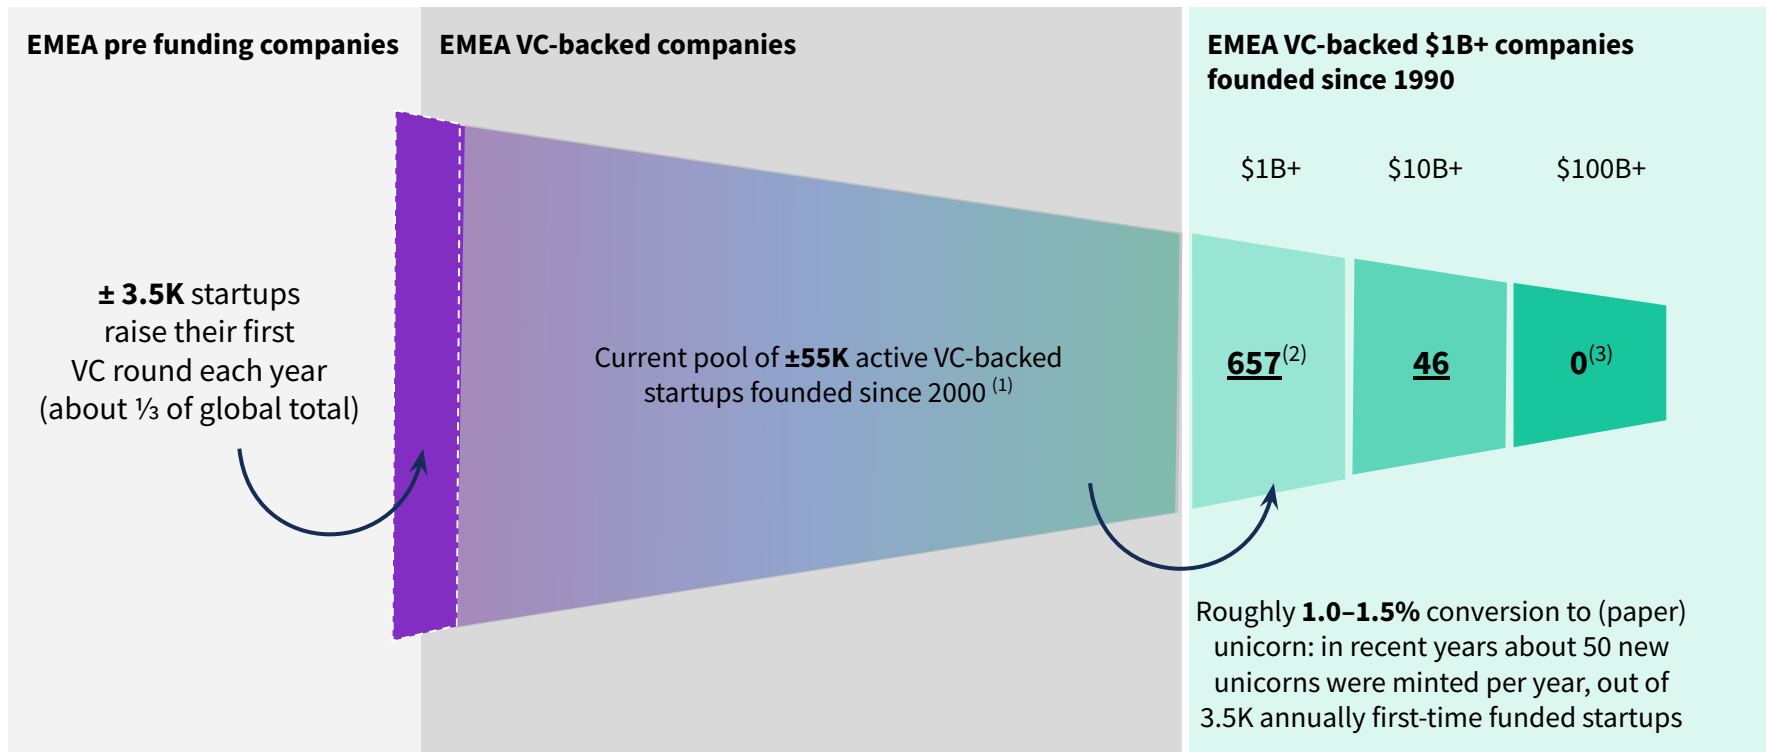 EMEA pre funding companies
EMEA VC-backed companies
EMEA VC-backed $1B+ companies
founded since 1990
$1B+
$10B+
$100B+
± 3.5K startups
raise their first
VC round each year
(about ⅓ of global total)
Current pool of ±55K active VC-backed
startups founded since 2000 (1)
657(2)
46
0(3)
Roughly 1.0–1.5% conversion to (paper)
unicorn: in recent years about 50 new
unicorns were minted per year, out of
3.5K annually first-time funded startups